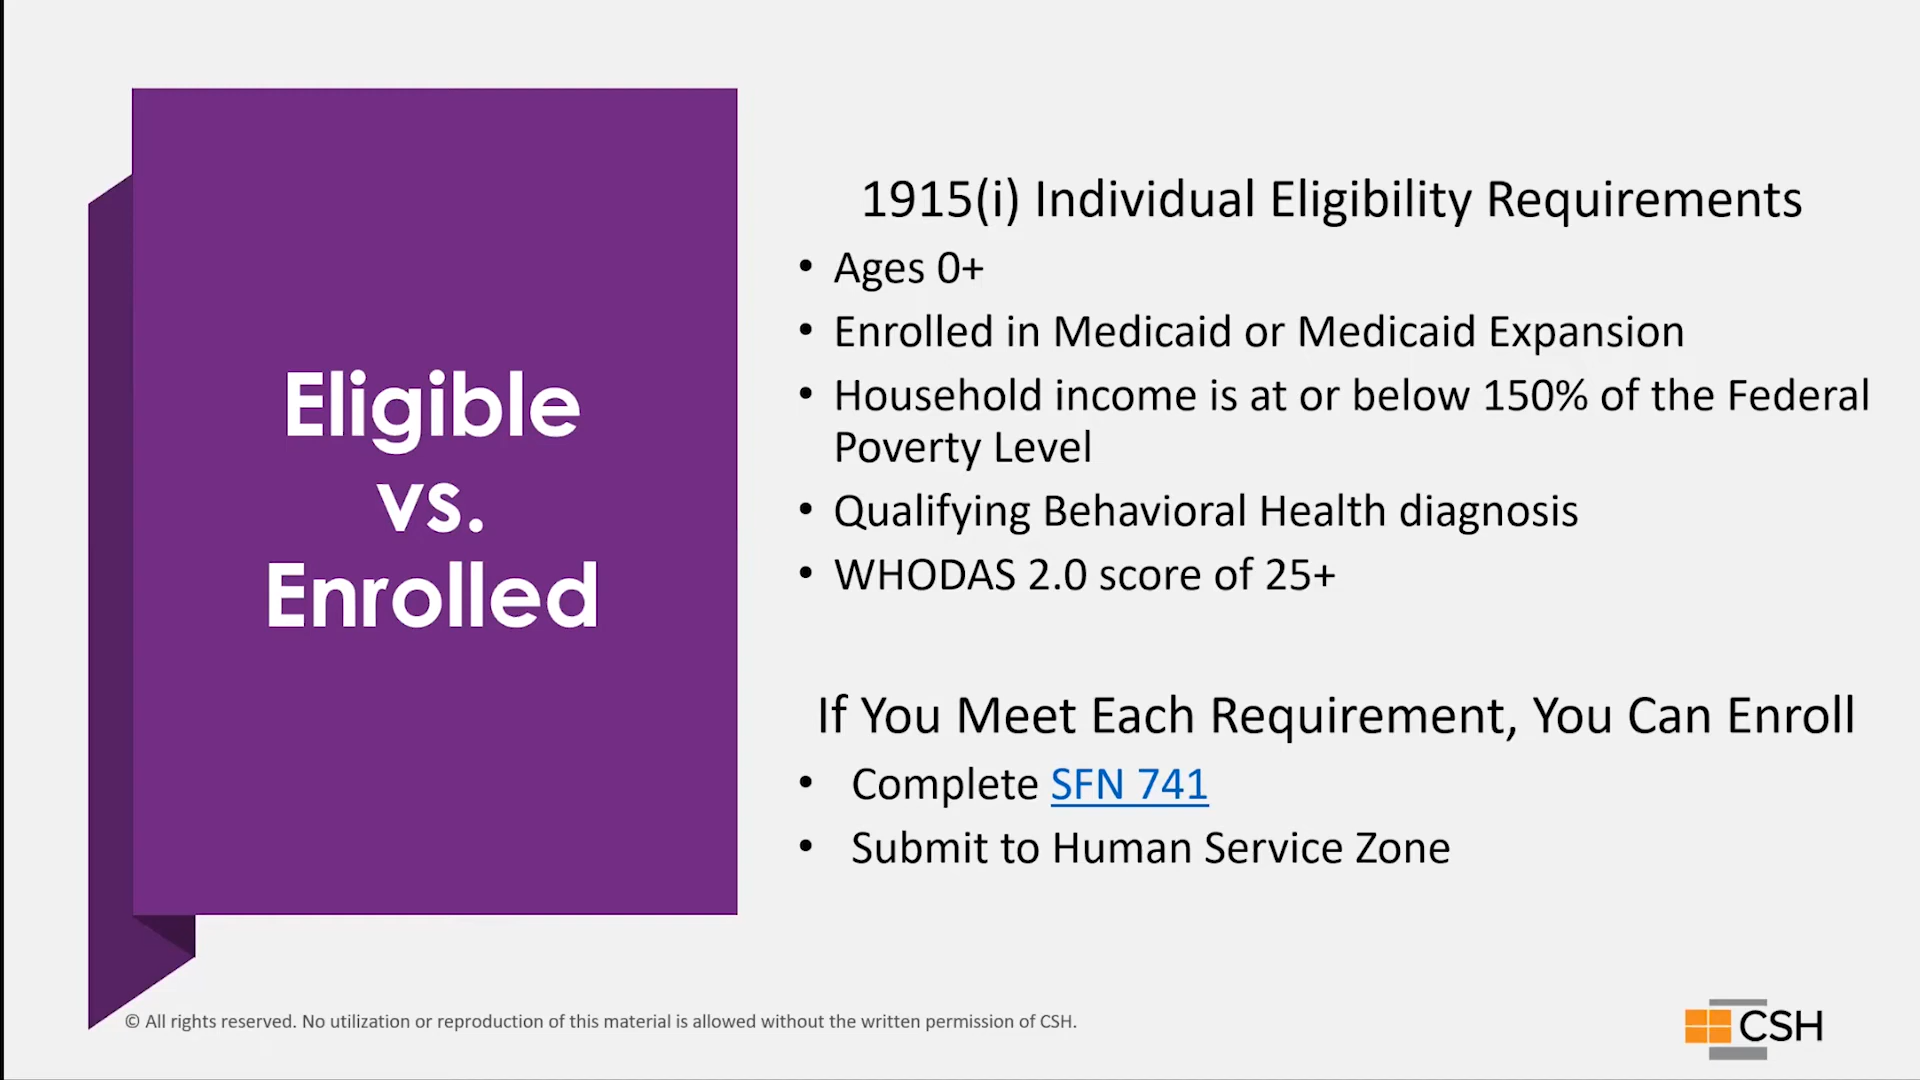 Eligible
vs.
Enrolled
1915(i) Individual Eligibility Requirements
• Ages 0+
• Enrolled in Medicaid or Medicaid Expansion
• Household income is at or below 150% of the Federal
Poverty Level
• Qualifying Behavioral Health diagnosis
• WHODAS 2.0 score of 25+
If You Meet Each Requirement, You Can Enroll
• Complete SFN 741
• Submit to Human Service Zone
© All rights reserved. No utilization or reproduction of this material is allowed without the written permission of CSH.
CSH